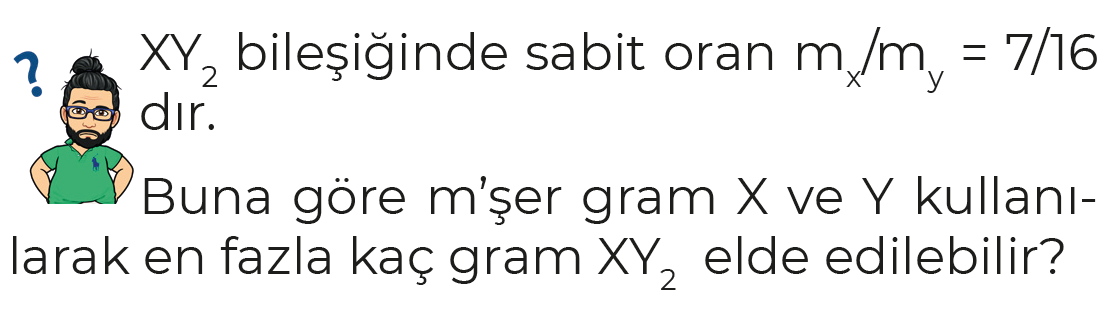 ?
XY₂ bileşiğinde sabit oran mₓ/m_y = 7/16
dır.
Buna göre m’şer gram X ve Y kullanı-
larak en fazla kaç gram XY₂ elde edilebilir?